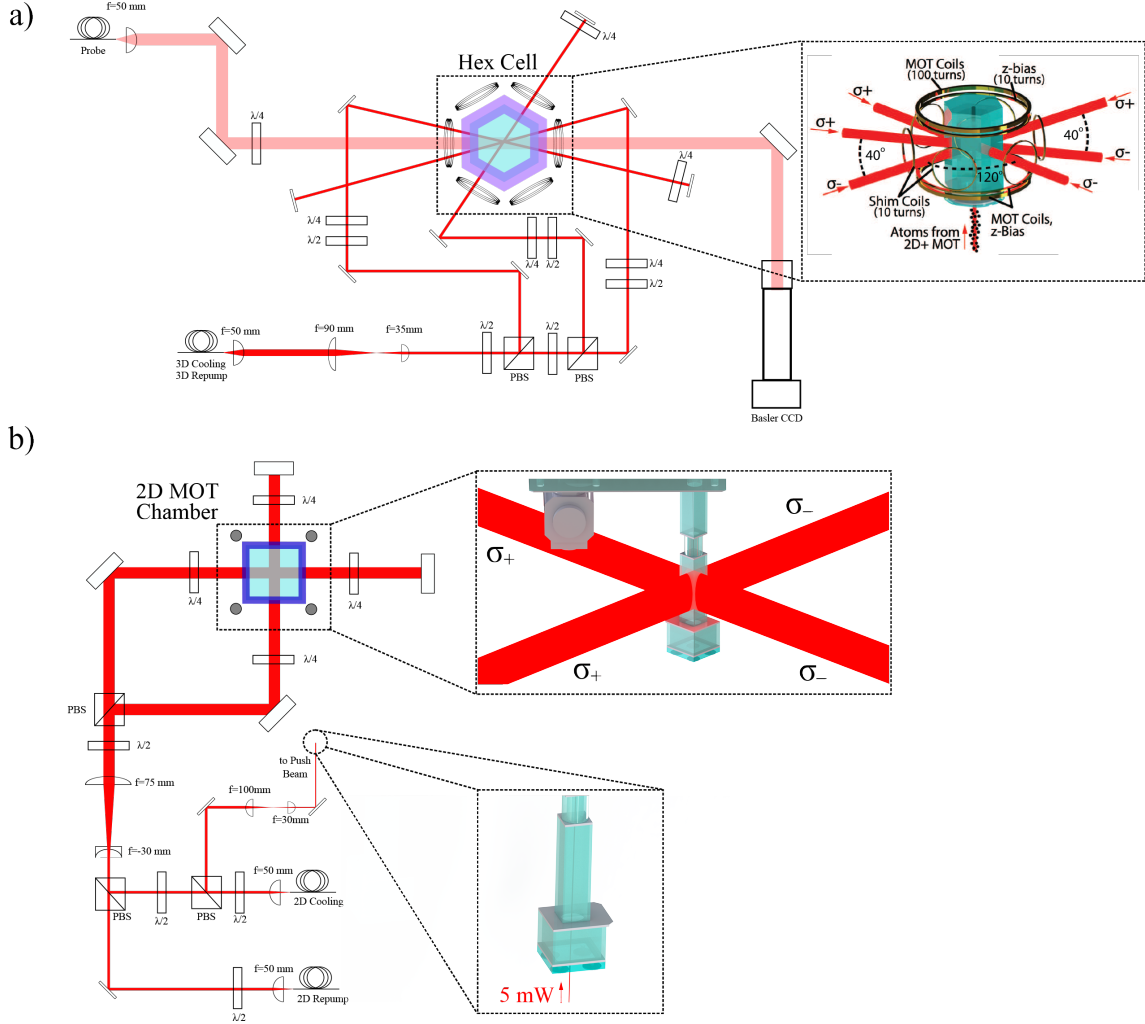 a)
f=50 mm
Probe
λ/4
λ/4
Hex Cell
λ/4
λ/4
λ/2
λ/4
λ/2
λ/4
λ/2
f=50 mm
f=90 mm
f=35mm
λ/2
λ/2
3D Cooling
3D Repump
PBS
PBS
Basler CCD
MOT Coils
(100 turns)
z-bias
(10 turns)
σ+
σ+
σ+
σ-
40°
40°
σ-
σ-
120°
Shim Coils
(10 turns)
MOT Coils,
z-Bias
Atoms from
2D+ MOT
b)
2D MOT
Chamber
λ/4
λ/4
λ/4
λ/4
PBS
λ/2
f=75 mm
f=-30 mm
to Push
Beam
f=100mm
f=30mm
f=50 mm
PBS
λ/2
PBS
λ/2
2D Cooling
f=50 mm
λ/2
2D Repump
σ+
σ−
σ+
σ−
5 mW